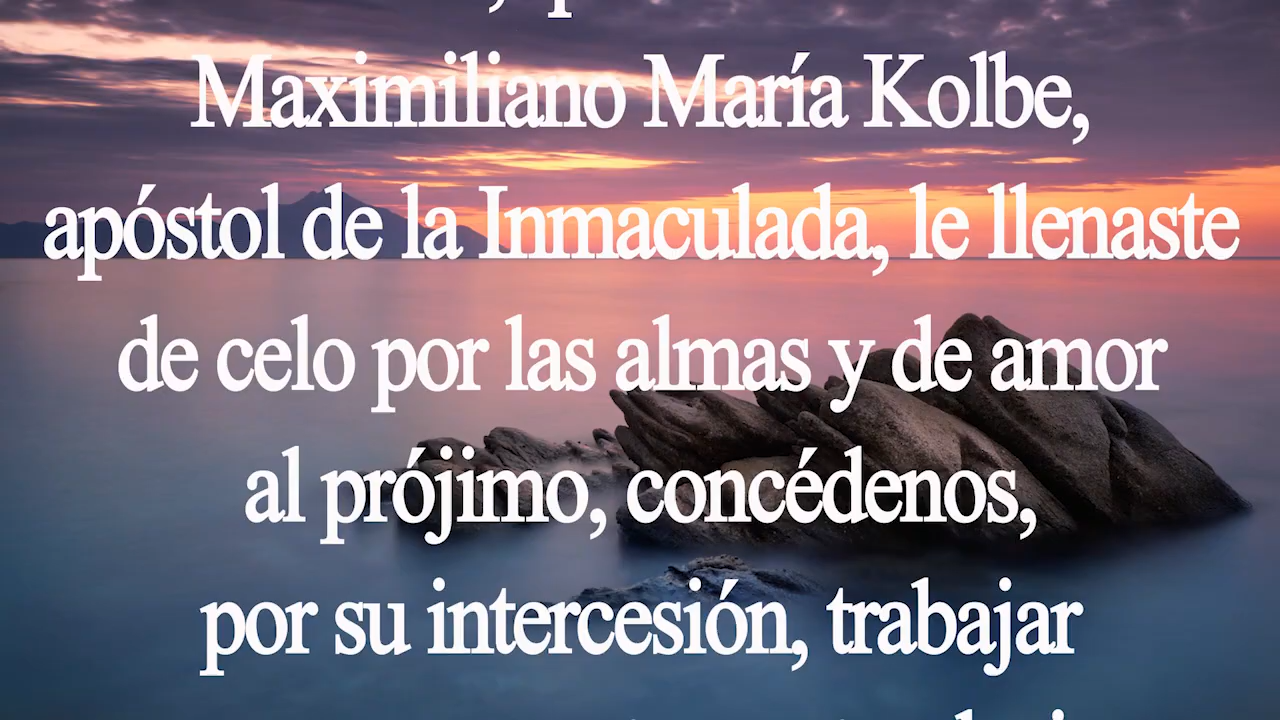 Maximiliano María Kolbe,
apóstol de la Inmaculada, le llenaste
de celo por las almas y de amor
al prójimo, concédenos,
por su intercesión, trabajar